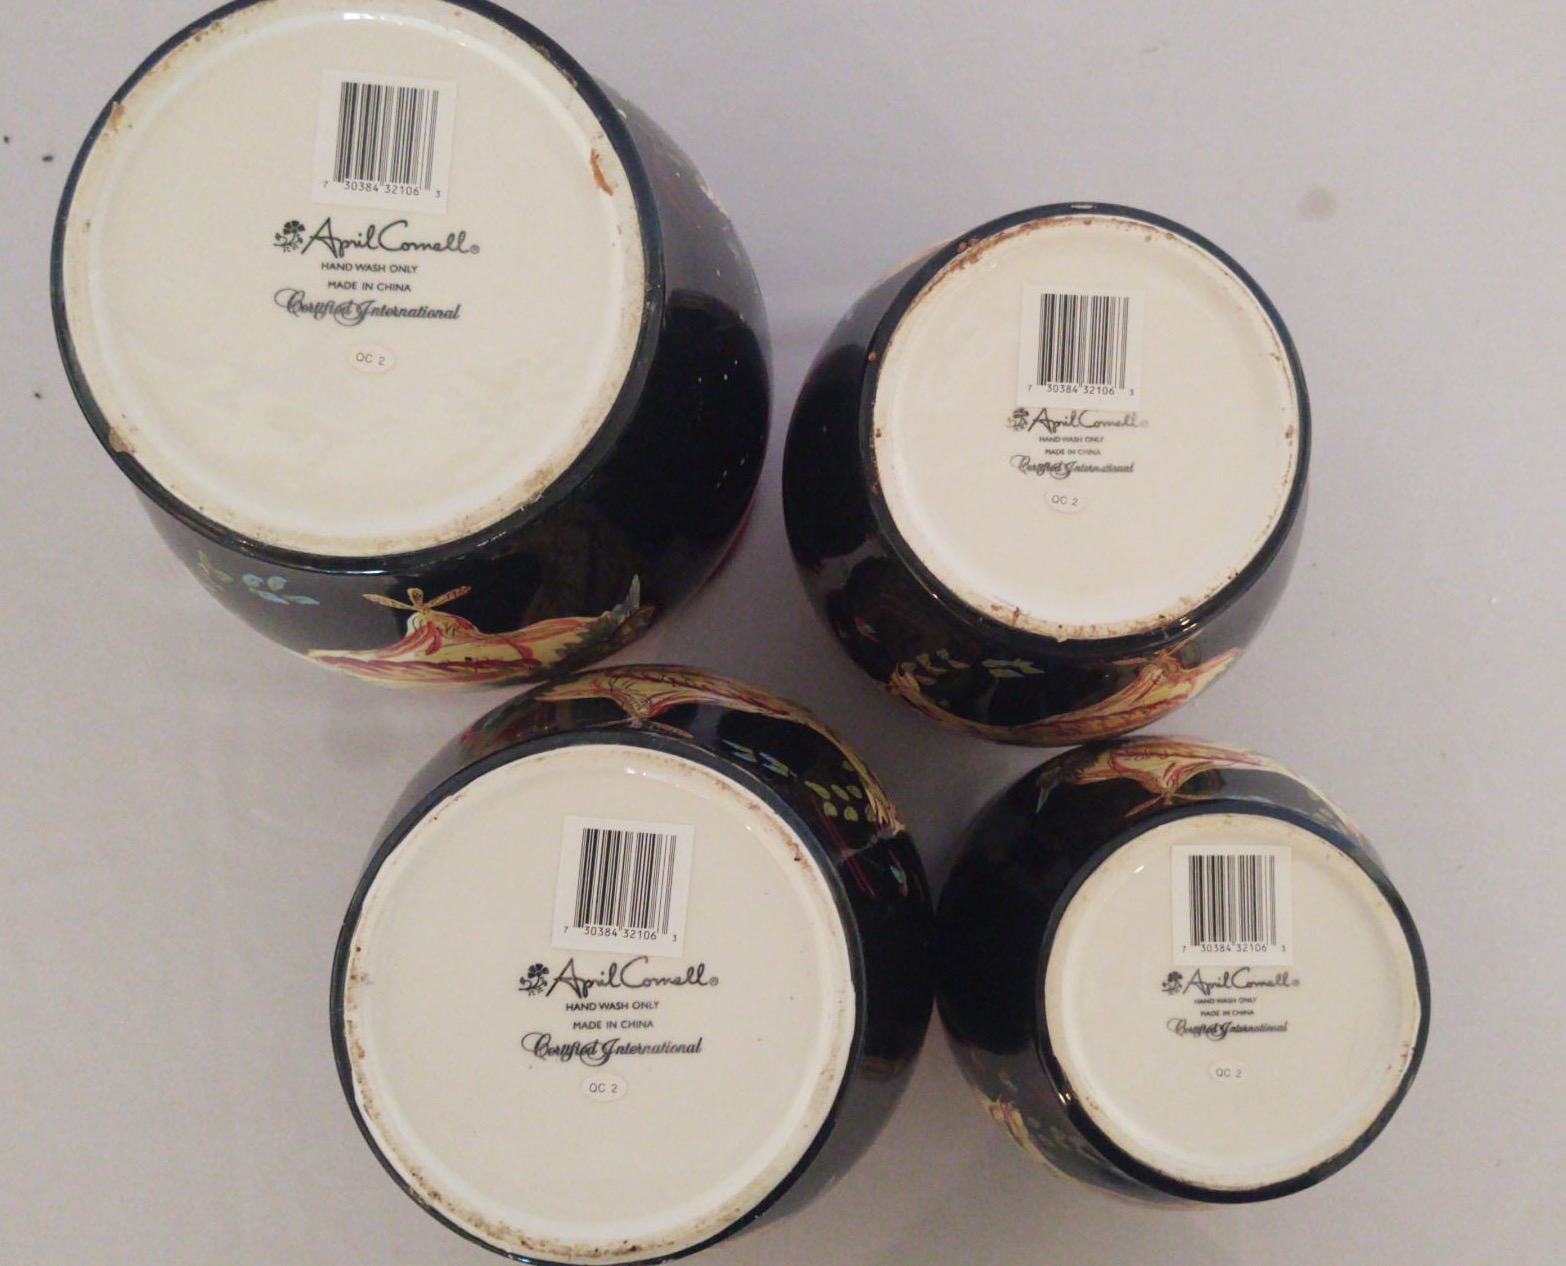 7 30384 32106 3
April Cornell®
HAND WASH ONLY
MADE IN CHINA
Certified International
QC 2
7 30384 32106 3
April Cornell®
HAND WASH ONLY
MADE IN CHINA
Certified International
QC 2
7 30384 32106 3
April Cornell®
HAND WASH ONLY
MADE IN CHINA
Certified International
QC 2
7 30384 32106 3
April Cornell®
HAND WASH ONLY
MADE IN CHINA
Certified International
QC 2